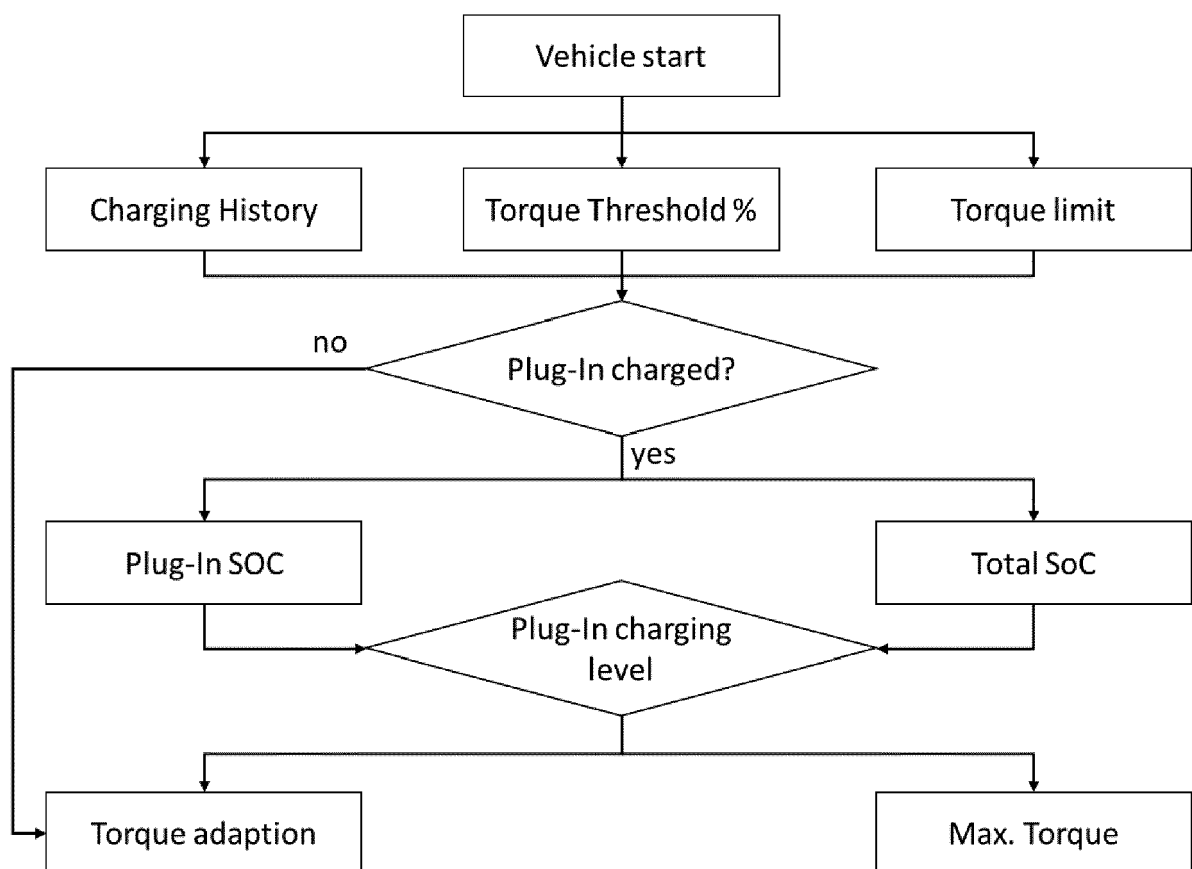 Vehicle start
Charging History
Torque Threshold %
Torque limit
no
Plug-In charged?
yes
Plug-In SOC
Total SoC
Plug-In charging
level
Torque adaption
Max. Torque